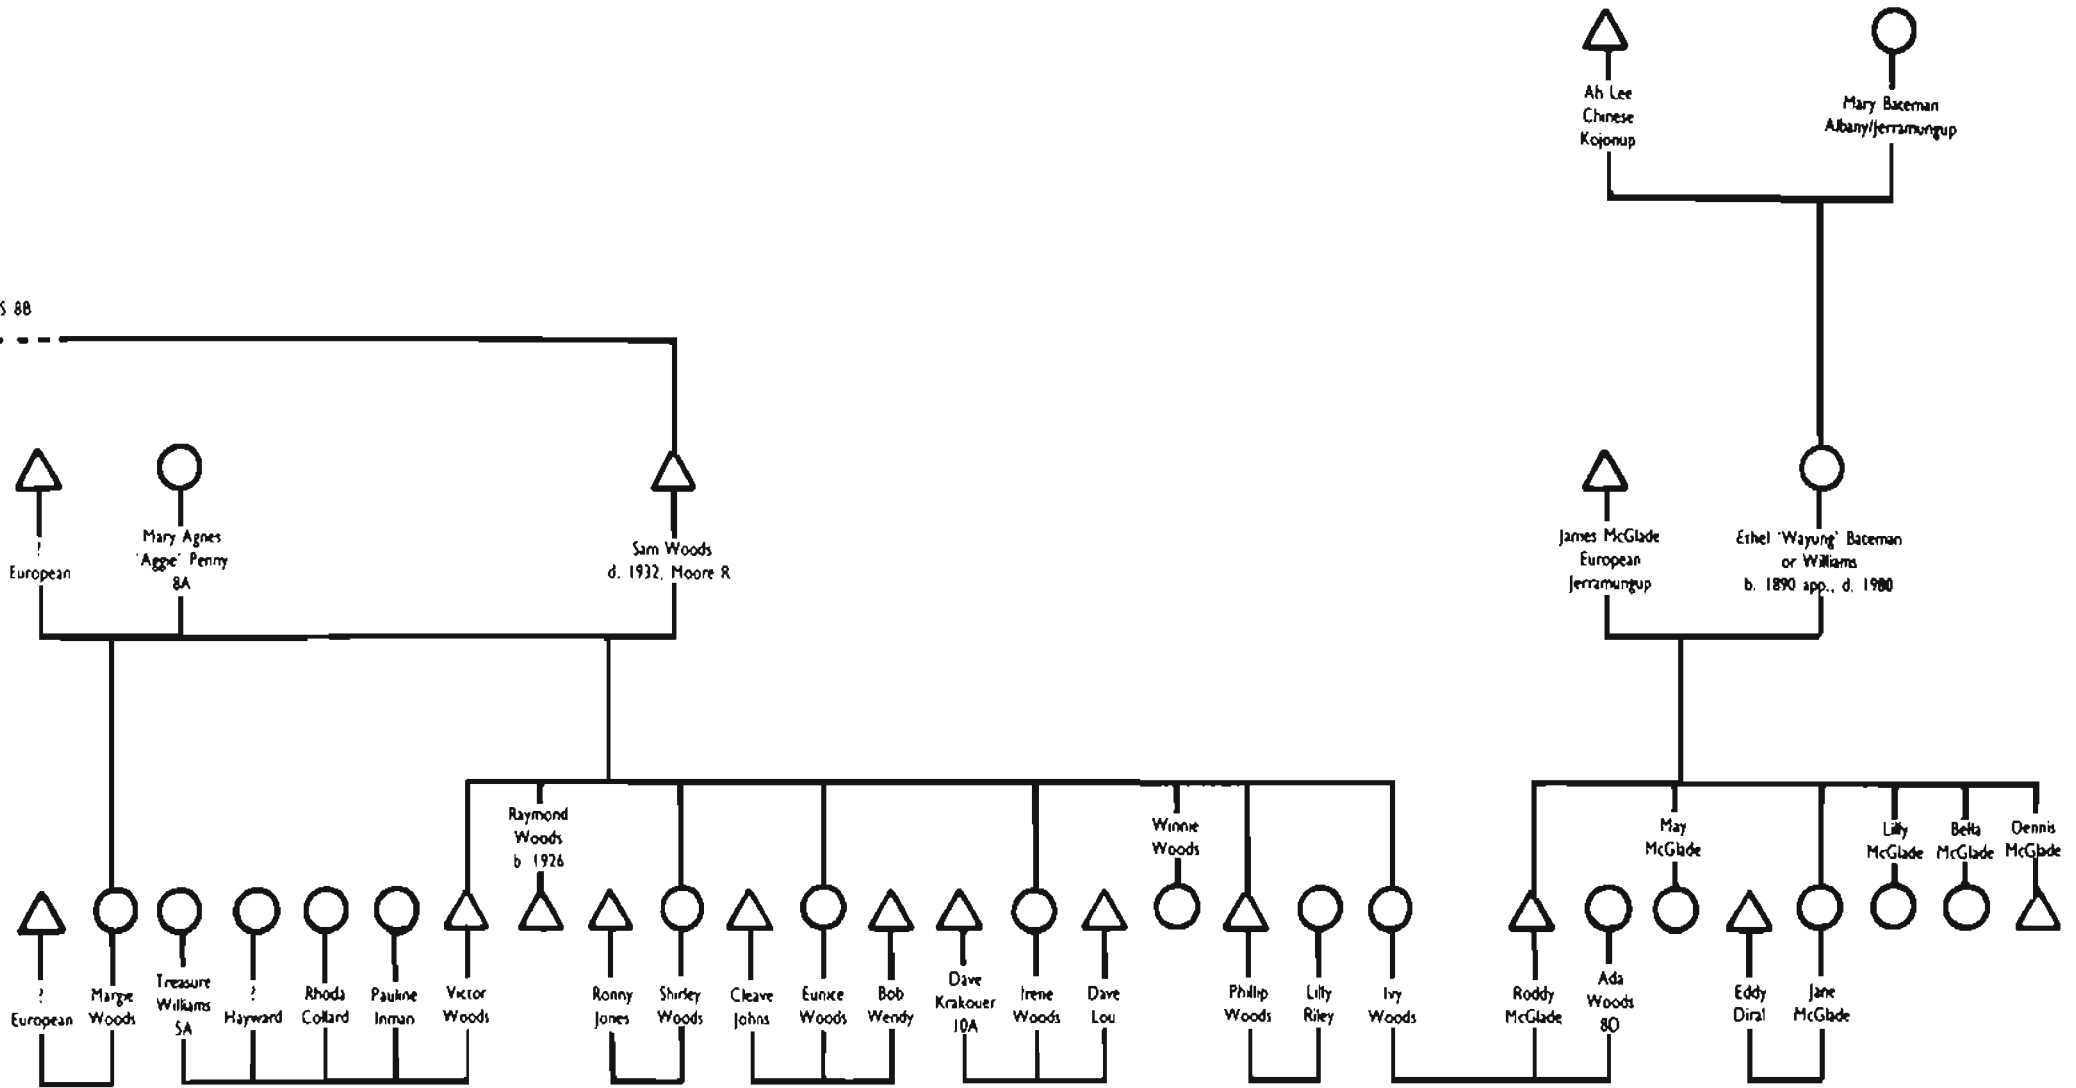 Ah Lee
Chinese
Kojonup
Mary Bateman
Albany/Jerramungup
S 8B
?
European
Mary Agnes
'Aggie' Penny
8A
Sam Woods
d. 1932, Moore R
James McGlade
European
Jerramungup
Ethel 'Wayung' Bateman
or Williams
b. 1890 app., d. 1980
Raymond
Woods
b 1926
Winnie
Woods
May
McGlade
Lilly
McGlade
Bella
McGlade
Dennis
McGlade
?
European
Margie
Woods
Treasure
Williams
5A
?
Hayward
Rhoda
Collard
Pauline
Inman
Victor
Woods
Ronny
Jones
Shirley
Woods
Cleave
Johns
Eunice
Woods
Bob
Wendy
Dave
Krakouer
10A
Irene
Woods
Dave
Lou
Phillip
Woods
Lilly
Riley
Ivy
Woods
Roddy
McGlade
Ada
Woods
8D
Eddy
Diral
Jane
McGlade